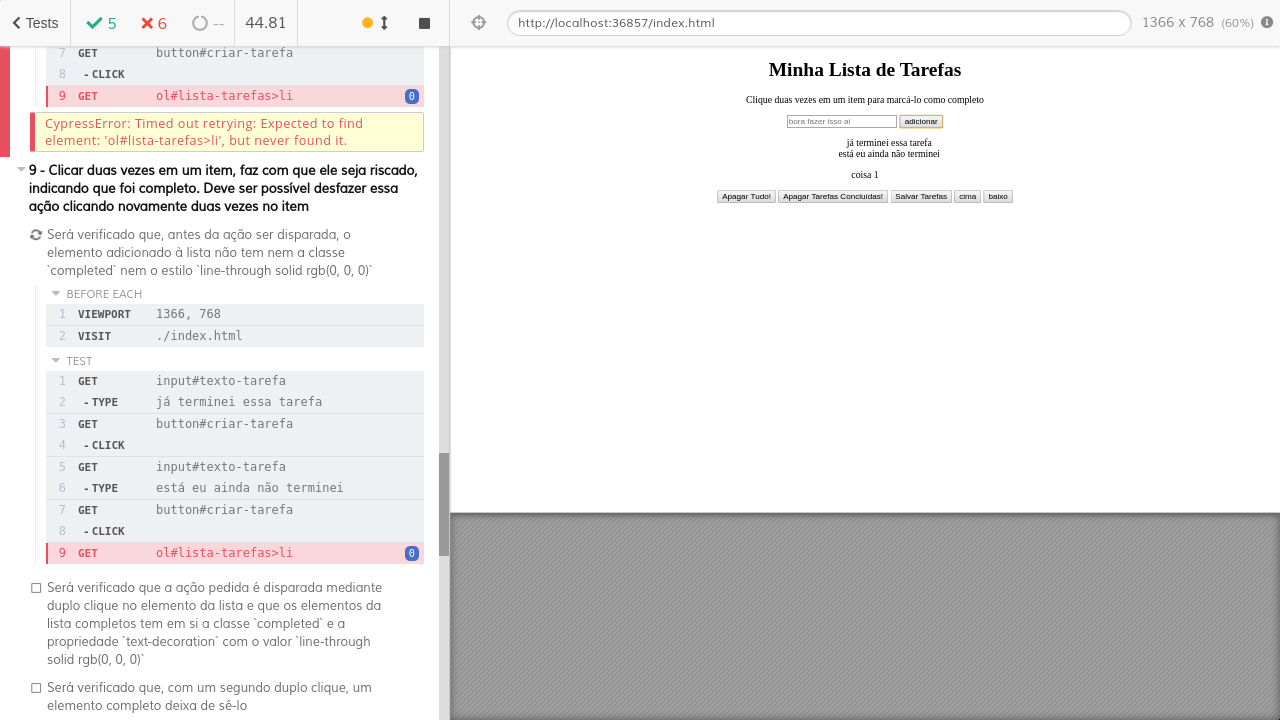 Tests
5
6
--
44.81
7 GET button#criar-tarefa
8 -CLICK
9 GET ol#lista-tarefas>li 0
CypressError: Timed out retrying: Expected to find
element: 'ol#lista-tarefas>li', but never found it.
9 - Clicar duas vezes em um item, faz com que ele seja riscado,
indicando que foi completo. Deve ser possível desfazer essa
ação clicando novamente duas vezes no item
Será verificado que, antes da ação ser disparada, o
elemento adicionado à lista não tem nem a classe
`completed` nem o estilo `line-through solid rgb(0, 0, 0)`
BEFORE EACH
1 VIEWPORT 1366, 768
2 VISIT ./index.html
TEST
1 GET input#texto-tarefa
2 -TYPE já terminei essa tarefa
3 GET button#criar-tarefa
4 -CLICK
5 GET input#texto-tarefa
6 -TYPE está eu ainda não terminei
7 GET button#criar-tarefa
8 -CLICK
9 GET ol#lista-tarefas>li 0
Será verificado que a ação pedida é disparada mediante
duplo clique no elemento da lista e que os elementos da
lista completos tem em si a classe `completed` e a
propriedade `text-decoration` com o valor `line-through
solid rgb(0, 0, 0)`
Será verificado que, com um segundo duplo clique, um
elemento completo deixa de sê-lo
http://localhost:36857/index.html
1366 x 768 (60%)
Minha Lista de Tarefas
Clique duas vezes em um item para marcá-lo como completo
bora fazer isso aí adicionar
já terminei essa tarefa
está eu ainda não terminei
coisa 1
Apagar Tudo! Apagar Tarefas Concluídas! Salvar Tarefas cima baixo